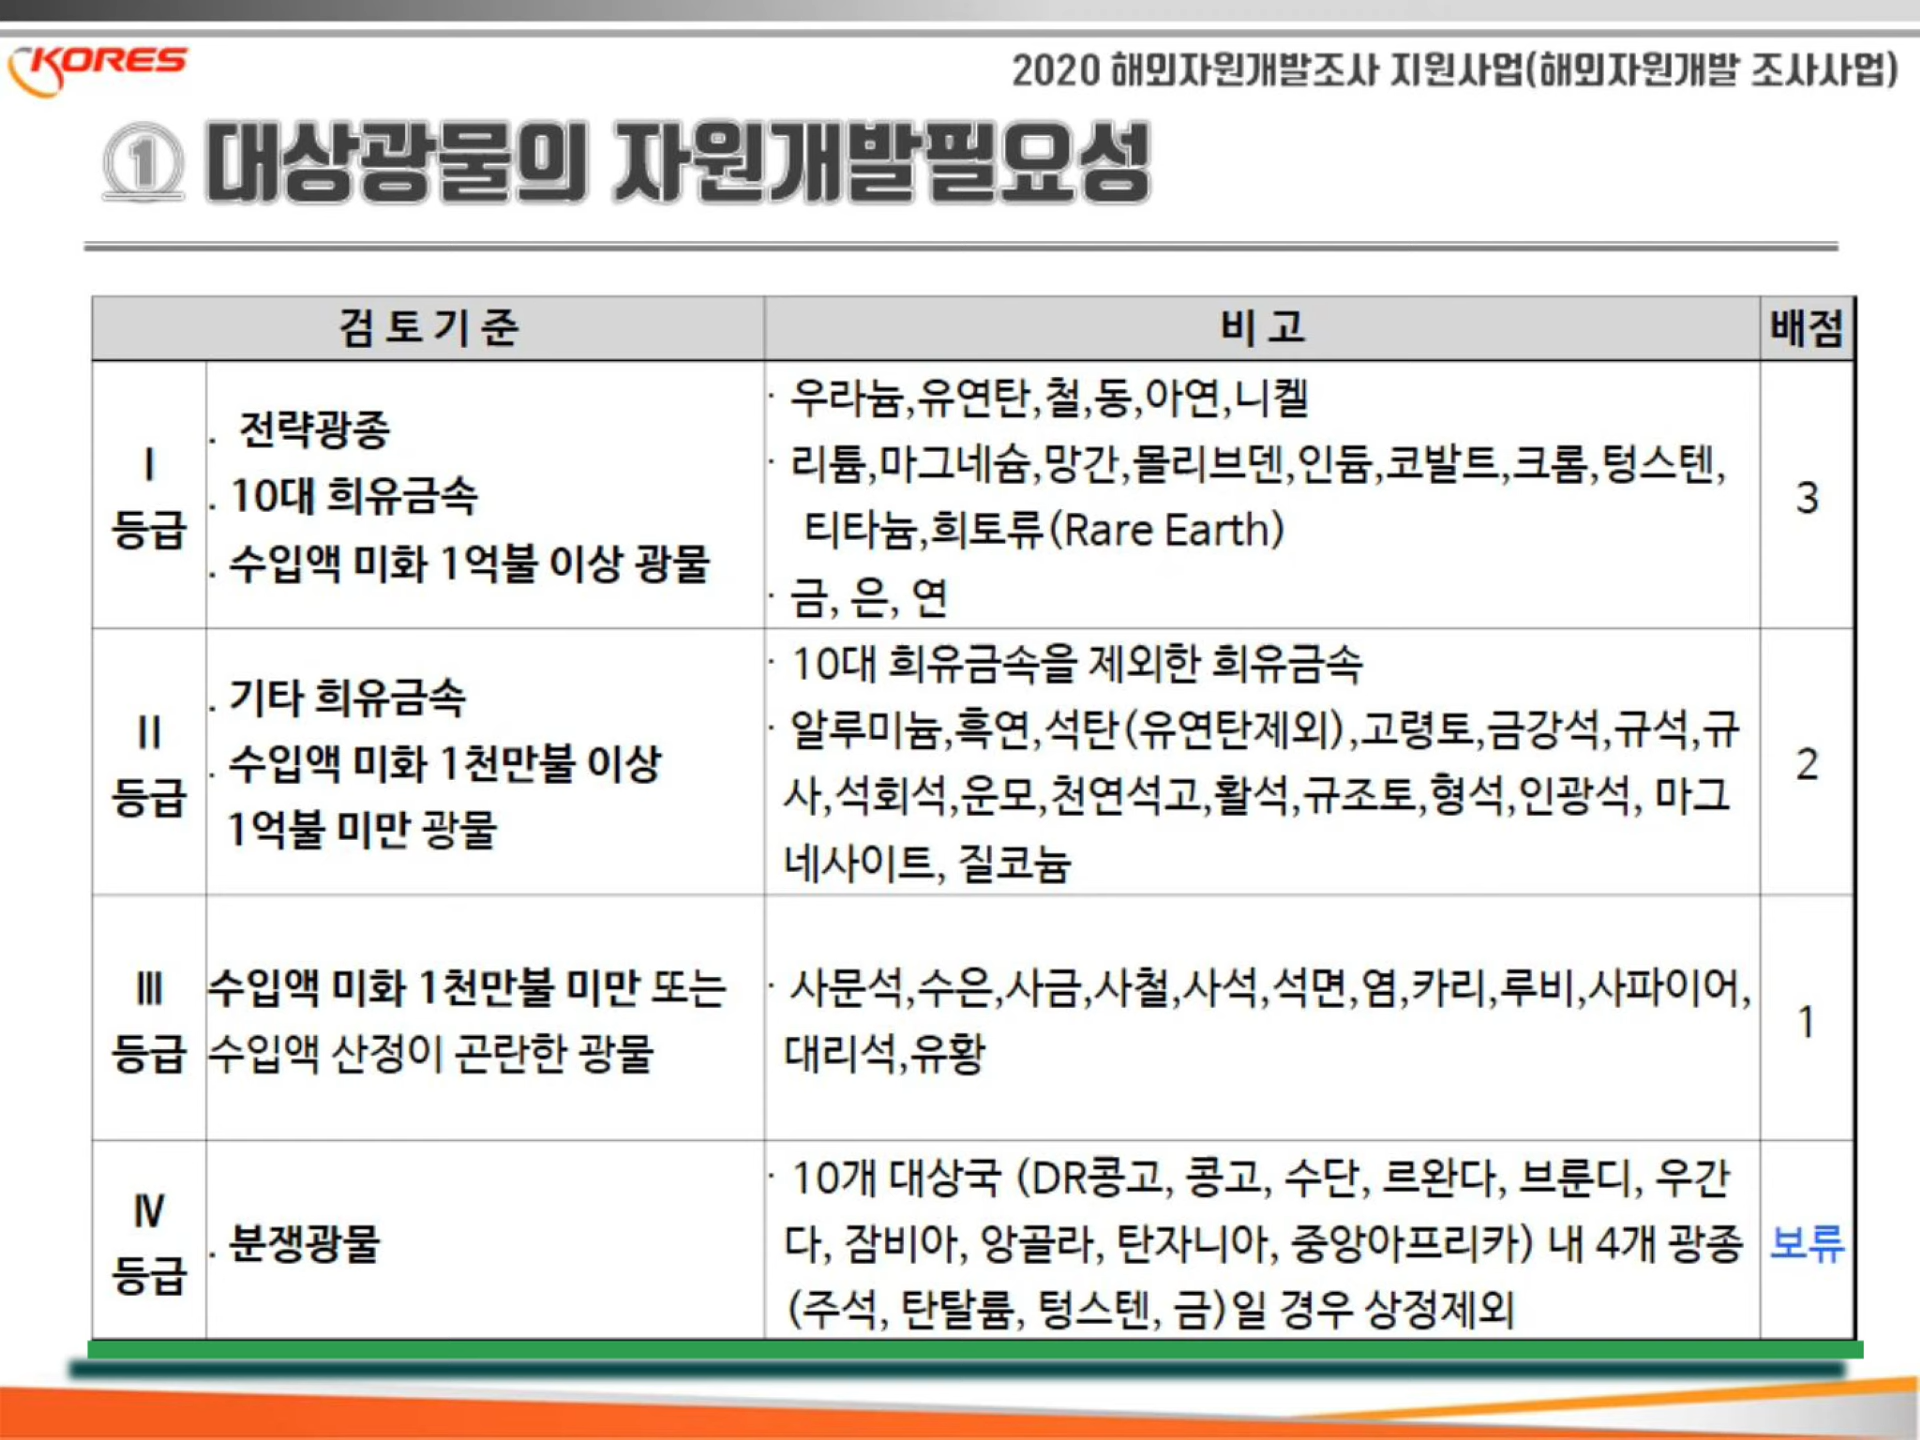 KORES
2020 해외자원개발조사 지원사업(해외자원개발 조사사업)
① 대상광물의 자원개발필요성
검 토 기 준
비 고
배점
Ⅰ
등급
. 전략광종
. 10대 희유금속
. 수입액 미화 1억불 이상 광물
· 우라늄,유연탄,철,동,아연,니켈
· 리튬,마그네슘,망간,몰리브덴,인듐,코발트,크롬,텅스텐,
티타늄,희토류(Rare Earth)
· 금, 은, 연
3
Ⅱ
등급
. 기타 희유금속
. 수입액 미화 1천만불 이상
1억불 미만 광물
· 10대 희유금속을 제외한 희유금속
· 알루미늄,흑연,석탄(유연탄제외),고령토,금강석,규석,규
사,석회석,운모,천연석고,활석,규조토,형석,인광석, 마그
네사이트, 질코늄
2
Ⅲ
등급
수입액 미화 1천만불 미만 또는
수입액 산정이 곤란한 광물
· 사문석,수은,사금,사철,사석,석면,염,카리,루비,사파이어,
대리석,유황
1
Ⅳ
등급
. 분쟁광물
· 10개 대상국 (DR콩고, 콩고, 수단, 르완다, 브룬디, 우간
다, 잠비아, 앙골라, 탄자니아, 중앙아프리카) 내 4개 광종
(주석, 탄탈륨, 텅스텐, 금)일 경우 상정제외
보류